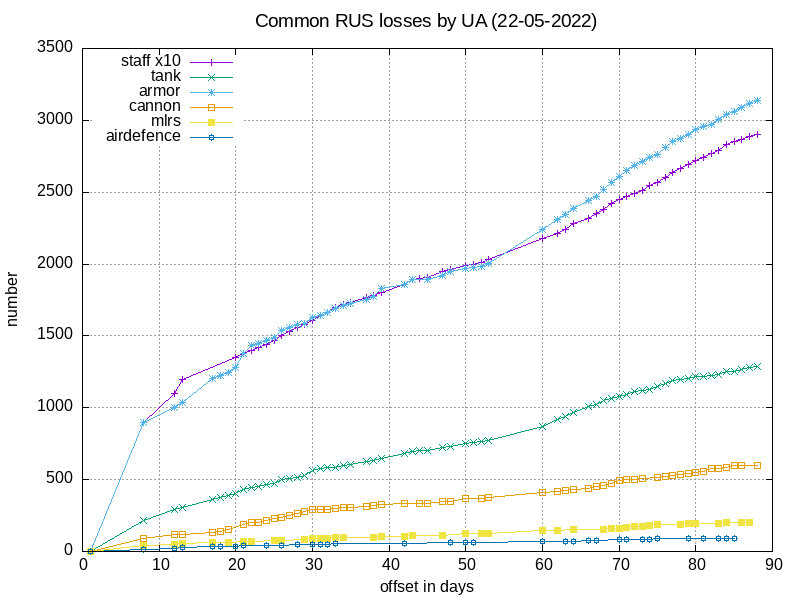 Common RUS losses by UA (22-05-2022)
staff x10
tank
armor
cannon
mlrs
airdefence
3500
3000
2500
2000
1500
1000
500
0
number
0 10 20 30 40 50 60 70 80 90
offset in days